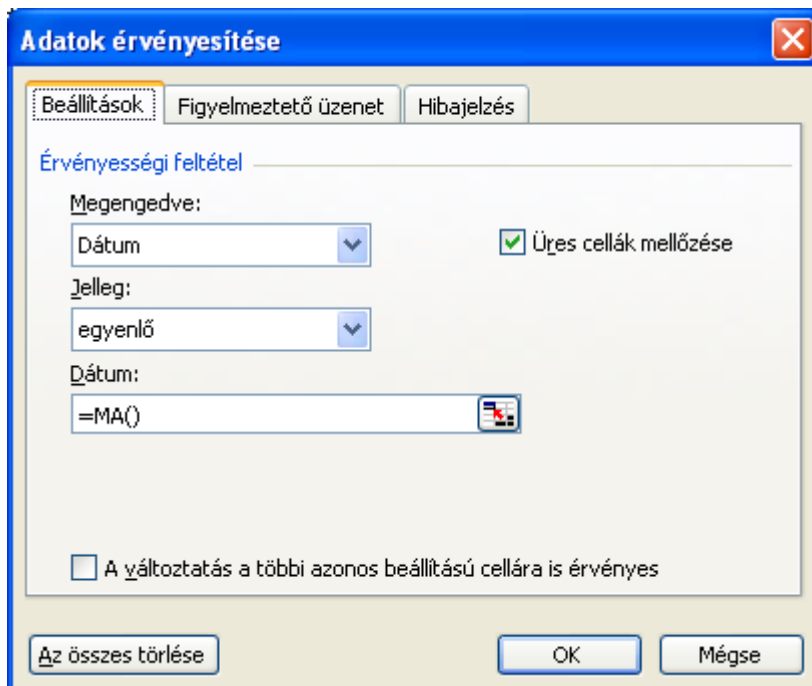 Adatok érvényesítése
Beállítások Figyelmeztető üzenet Hibajelzés
Érvényességi feltétel
Megengedve:
Dátum Üres cellák mellőzése
Jelleg:
egyenlő
Dátum:
=MA()
A változtatás a többi azonos beállítású cellára is érvényes
Az összes törlése OK Mégse